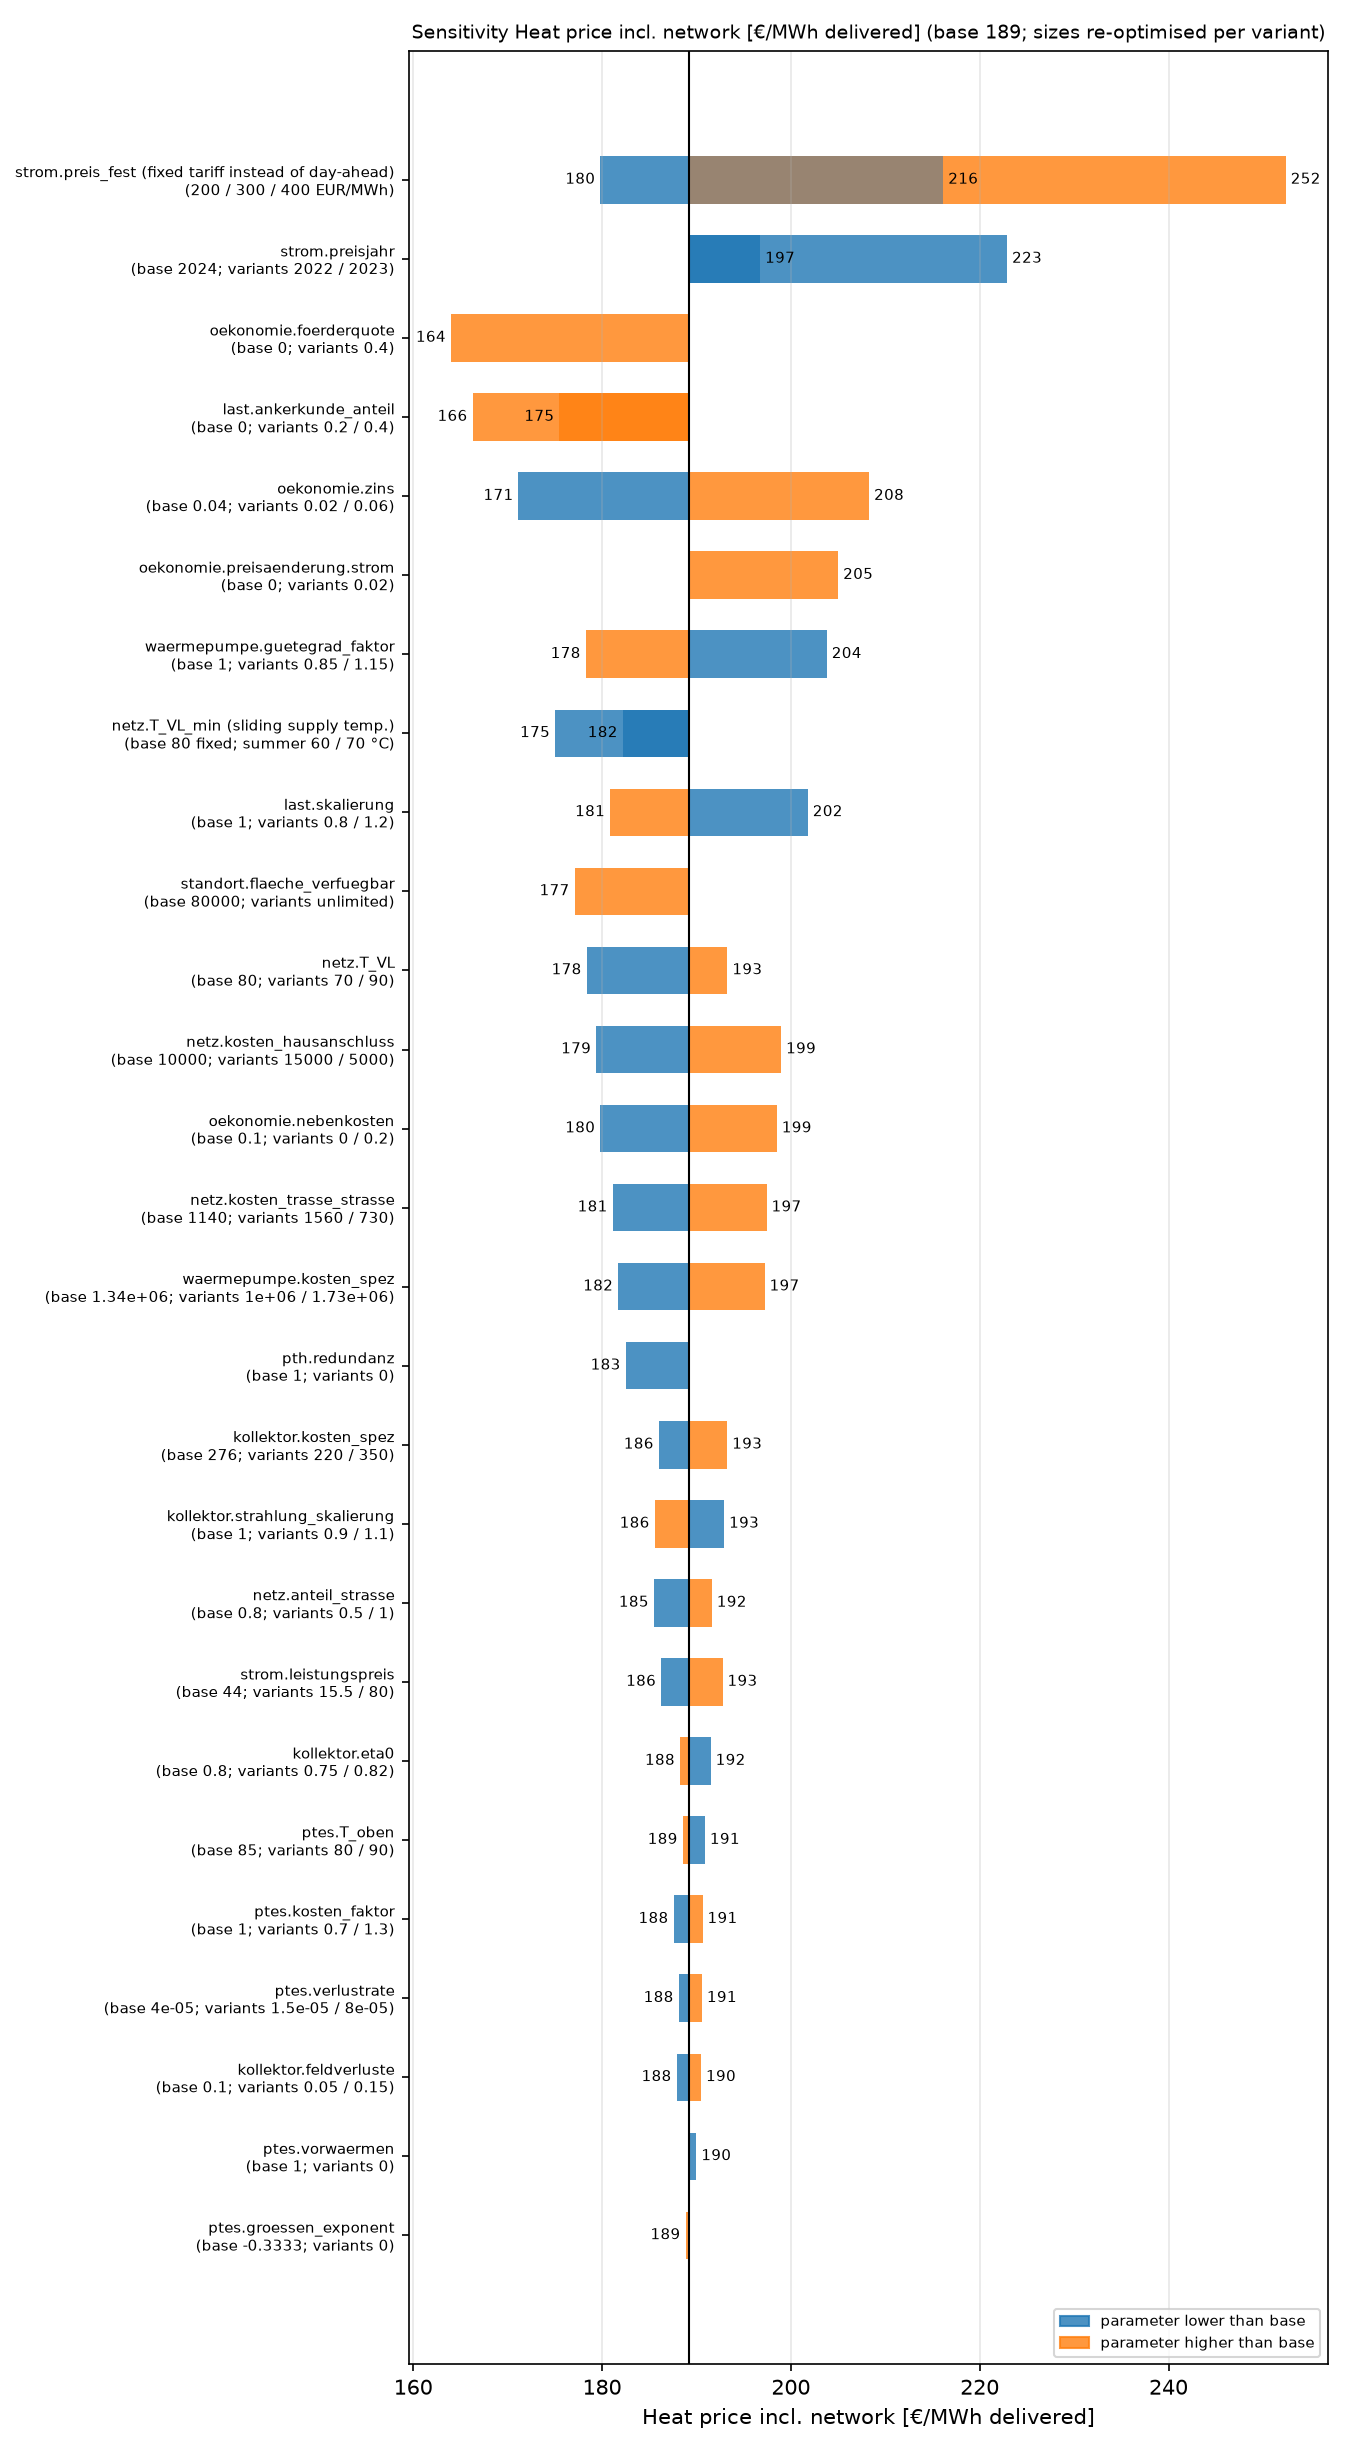 Sensitivity Heat price incl. network [€/MWh delivered] (base 189; sizes re-optimised per variant)
strom.preis_fest (fixed tariff instead of day-ahead)
(200 / 300 / 400 EUR/MWh)
180
216
252
strom.preisjahr
(base 2024; variants 2022 / 2023)
197
223
oekonomie.foerderquote
(base 0; variants 0.4)
164
last.ankerkunde_anteil
(base 0; variants 0.2 / 0.4)
166
175
oekonomie.zins
(base 0.04; variants 0.02 / 0.06)
171
208
oekonomie.preisaenderung.strom
(base 0; variants 0.02)
205
waermepumpe.guetegrad_faktor
(base 1; variants 0.85 / 1.15)
178
204
netz.T_VL_min (sliding supply temp.)
(base 80 fixed; summer 60 / 70 °C)
175
182
last.skalierung
(base 1; variants 0.8 / 1.2)
181
202
standort.flaeche_verfuegbar
(base 80000; variants unlimited)
177
netz.T_VL
(base 80; variants 70 / 90)
178
193
netz.kosten_hausanschluss
(base 10000; variants 15000 / 5000)
179
199
oekonomie.nebenkosten
(base 0.1; variants 0 / 0.2)
180
199
netz.kosten_trasse_strasse
(base 1140; variants 1560 / 730)
181
197
waermepumpe.kosten_spez
(base 1.34e+06; variants 1e+06 / 1.73e+06)
182
197
pth.redundanz
(base 1; variants 0)
183
kollektor.kosten_spez
(base 276; variants 220 / 350)
186
193
kollektor.strahlung_skalierung
(base 1; variants 0.9 / 1.1)
186
193
netz.anteil_strasse
(base 0.8; variants 0.5 / 1)
185
192
strom.leistungspreis
(base 44; variants 15.5 / 80)
186
193
kollektor.eta0
(base 0.8; variants 0.75 / 0.82)
188
192
ptes.T_oben
(base 85; variants 80 / 90)
189
191
ptes.kosten_faktor
(base 1; variants 0.7 / 1.3)
188
191
ptes.verlustrate
(base 4e-05; variants 1.5e-05 / 8e-05)
188
191
kollektor.feldverluste
(base 0.1; variants 0.05 / 0.15)
188
190
ptes.vorwaermen
(base 1; variants 0)
190
ptes.groessen_exponent
(base -0.3333; variants 0)
189
parameter lower than base
parameter higher than base
160
180
200
220
240
Heat price incl. network [€/MWh delivered]